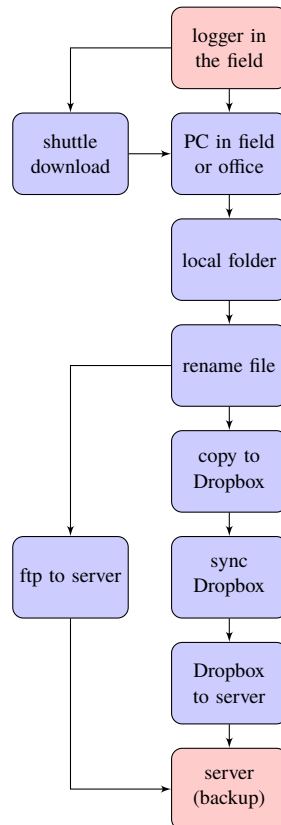 logger in
the field
shuttle
download
PC in field
or office
local folder
rename file
copy to
Dropbox
ftp to server
sync
Dropbox
Dropbox
to server
server
(backup)